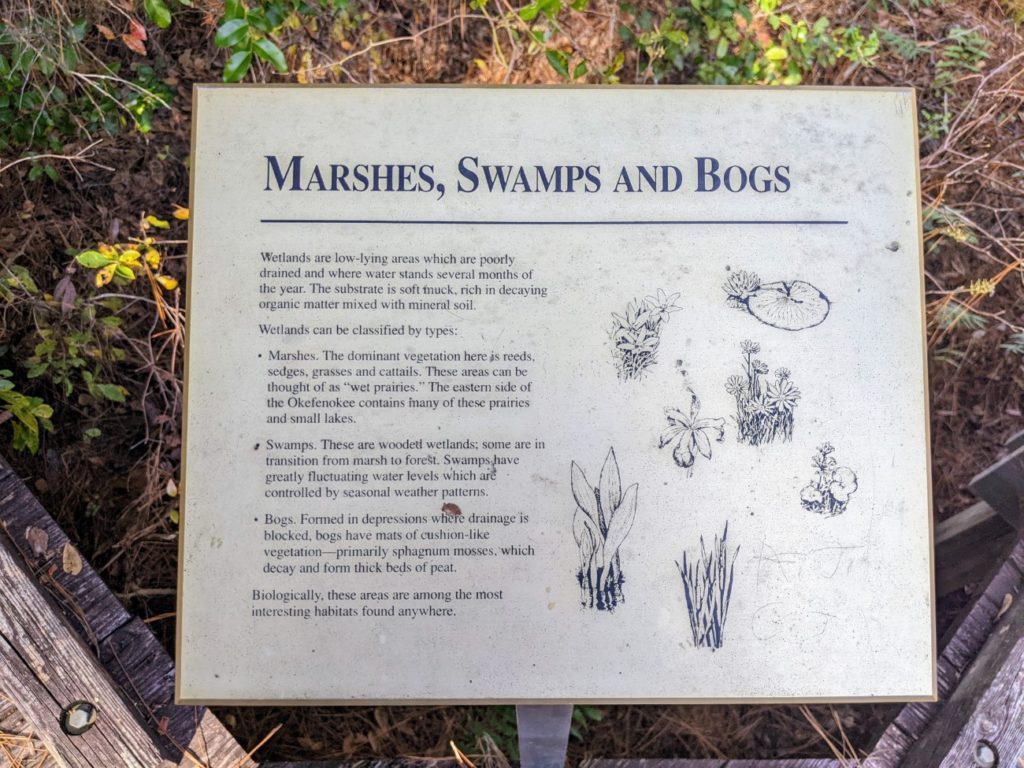 MARSHES, SWAMPS AND BOGS
Wetlands are low-lying areas which are poorly
drained and where water stands several months of
the year. The substrate is soft muck, rich in decaying
organic matter mixed with mineral soil.
Wetlands can be classified by types:
• Marshes. The dominant vegetation here is reeds,
sedges, grasses and cattails. These areas can be
thought of as “wet prairies.” The eastern side of
the Okefenokee contains many of these prairies
and small lakes.
• Swamps. These are wooded wetlands; some are in
transition from marsh to forest. Swamps have
greatly fluctuating water levels which are
controlled by seasonal weather patterns.
• Bogs. Formed in depressions where drainage is
blocked, bogs have mats of cushion-like
vegetation—primarily sphagnum mosses, which
decay and form thick beds of peat.
Biologically, these areas are among the most
interesting habitats found anywhere.